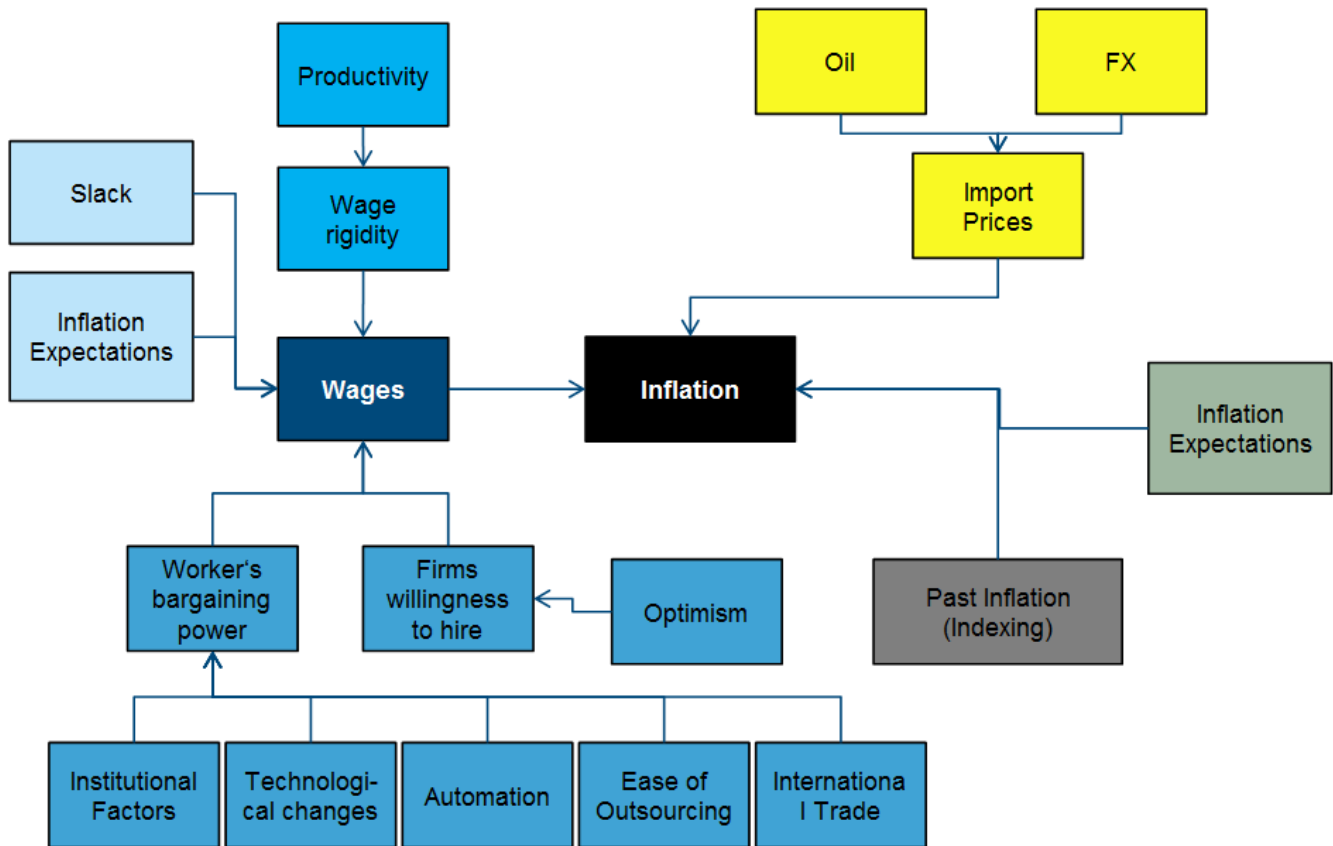 Productivity
Oil
FX
Slack
Wage
rigidity
Import
Prices
Inflation
Expectations
Wages
Inflation
Inflation
Expectations
Worker‘s
bargaining
power
Firms
willingness
to hire
Optimism
Past Inflation
(Indexing)
Institutional
Factors
Technologi-
cal changes
Automation
Ease of
Outsourcing
Internationa
l Trade